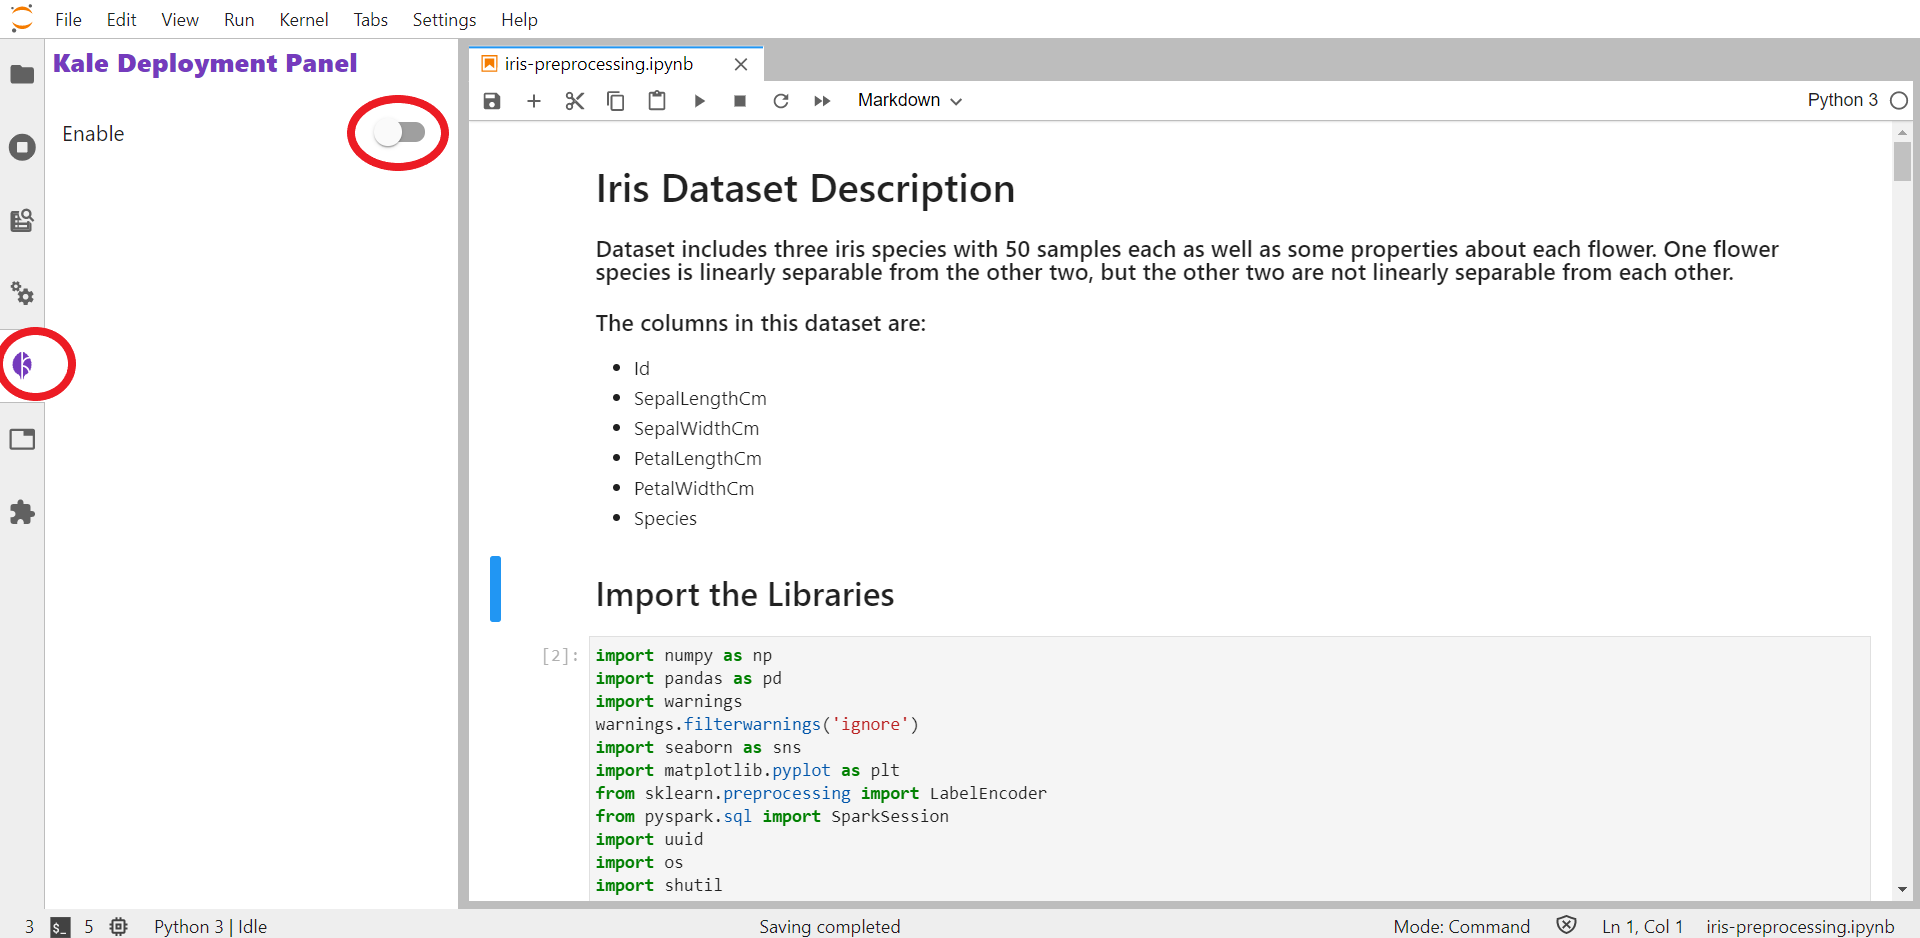 File Edit View Run Kernel Tabs Settings Help
Kale Deployment Panel
Enable
iris-preprocessing.ipynb
Markdown
Python 3
Iris Dataset Description
Dataset includes three iris species with 50 samples each as well as some properties about each flower. One flower
species is linearly separable from the other two, but the other two are not linearly separable from each other.
The columns in this dataset are:
Id
SepalLengthCm
SepalWidthCm
PetalLengthCm
PetalWidthCm
Species
Import the Libraries
[2]:
import numpy as np
import pandas as pd
import warnings
warnings.filterwarnings('ignore')
import seaborn as sns
import matplotlib.pyplot as plt
from sklearn.preprocessing import LabelEncoder
from pyspark.sql import SparkSession
import uuid
import os
import shutil
3 $_ 5 Python 3 | Idle Saving completed Mode: Command Ln 1, Col 1 iris-preprocessing.ipynb